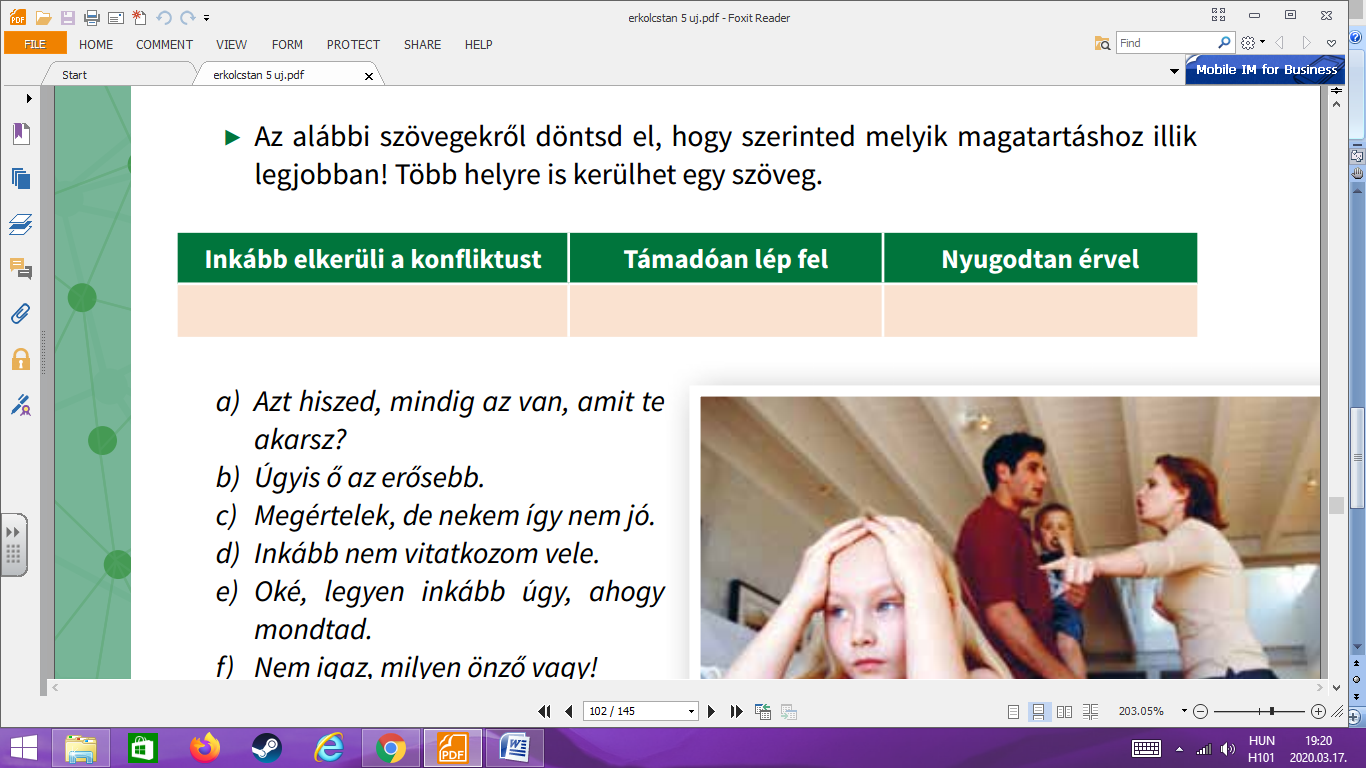 erkolcstan 5 uj.pdf - Foxit Reader
FILE HOME COMMENT VIEW FORM PROTECT SHARE HELP
Find
Start erkolcstan 5 uj.pdf
Mobile IM for Business
► Az alábbi szövegekről döntsd el, hogy szerinted melyik magatartáshoz illik
legjobban! Több helyre is kerülhet egy szöveg.
Inkább elkerüli a konfliktust Támadóan lép fel Nyugodtan érvel
a) Azt hiszed, mindig az van, amit te
akarsz?
b) Úgyis ő az erősebb.
c) Megértelek, de nekem így nem jó.
d) Inkább nem vitatkozom vele.
e) Oké, legyen inkább úgy, ahogy
mondtad.
f) Nem igaz, milyen önző vagy!
102 / 145 203.05%
PDF
HUN 19:20
H101 2020.03.17.